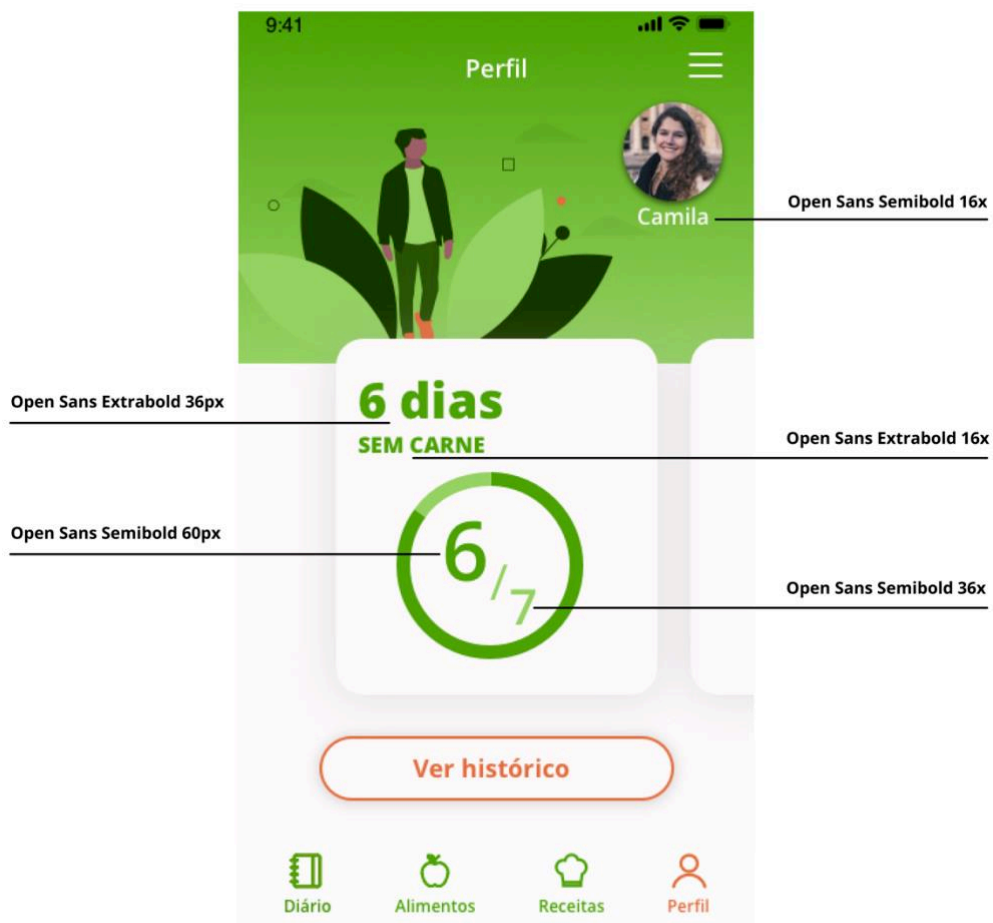 9:41
Perfil
Camila
Open Sans Semibold 16x
Open Sans Extrabold 36px
6 dias
SEM CARNE
Open Sans Extrabold 16x
Open Sans Semibold 60px
6/7
Open Sans Semibold 36x
Ver histórico
Diário Alimentos Receitas Perfil